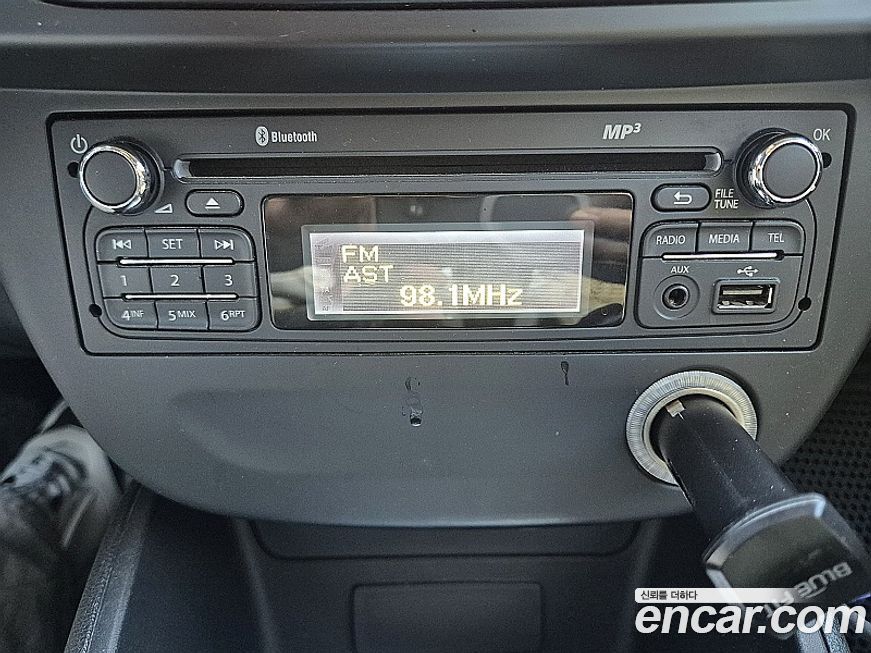 Bluetooth
MP3
OK
FILE
TUNE
SET
RADIO MEDIA TEL
FM
AST
98.1MHz
1 2 3
4INF 5MIX 6RPT
AUX
신뢰를 더하다
encar.com